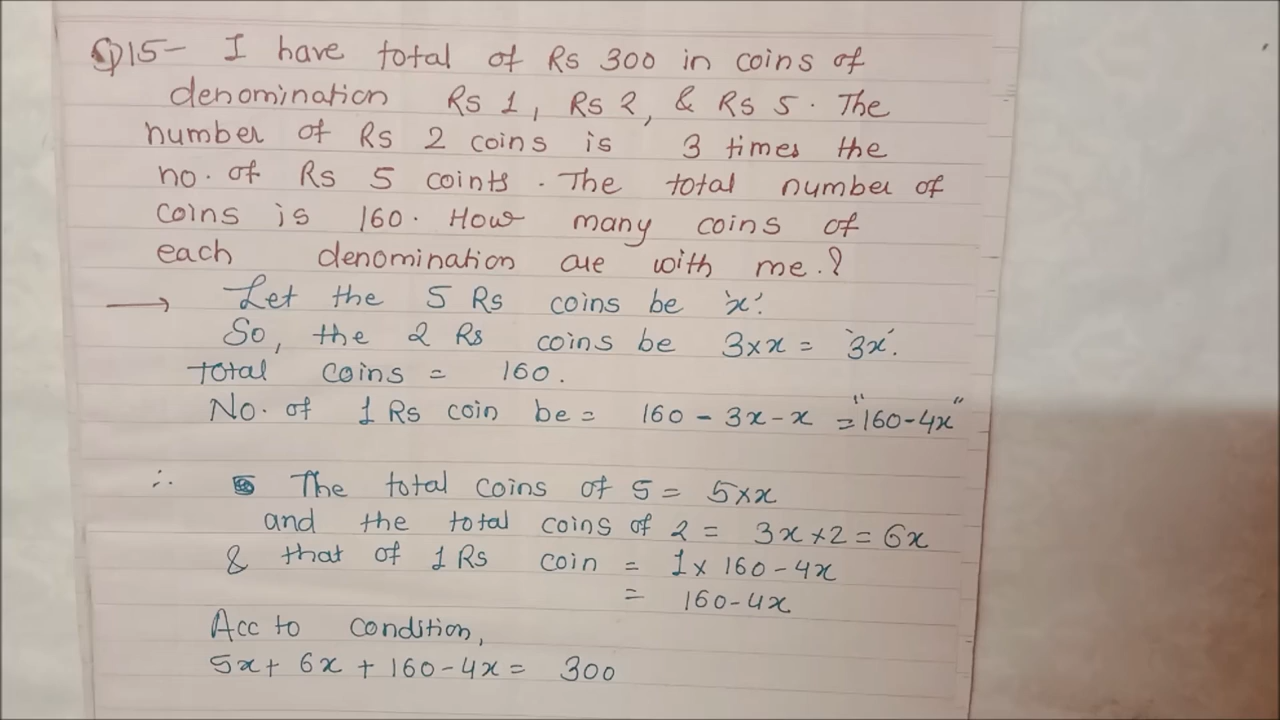 Q15- I have total of Rs 300 in coins of
denomination Rs 1, Rs 2, & Rs 5. The
number of Rs 2 coins is 3 times the
no. of Rs 5 coints. The total number of
coins is 160. How many coins of
each denomination are with me.?
→ Let the 5 Rs coins be 'x'.
So, the 2 Rs coins be 3×x = '3x'.
total coins = 160.
No. of 1 Rs coin be = 160 - 3x - x = "160-4x"
∴ The total coins of 5 = 5×x
and the total coins of 2 = 3x×2 = 6x
& that of 1 Rs coin = 1× 160-4x
= 160-4x
Acc to condition,
5x + 6x + 160-4x = 300